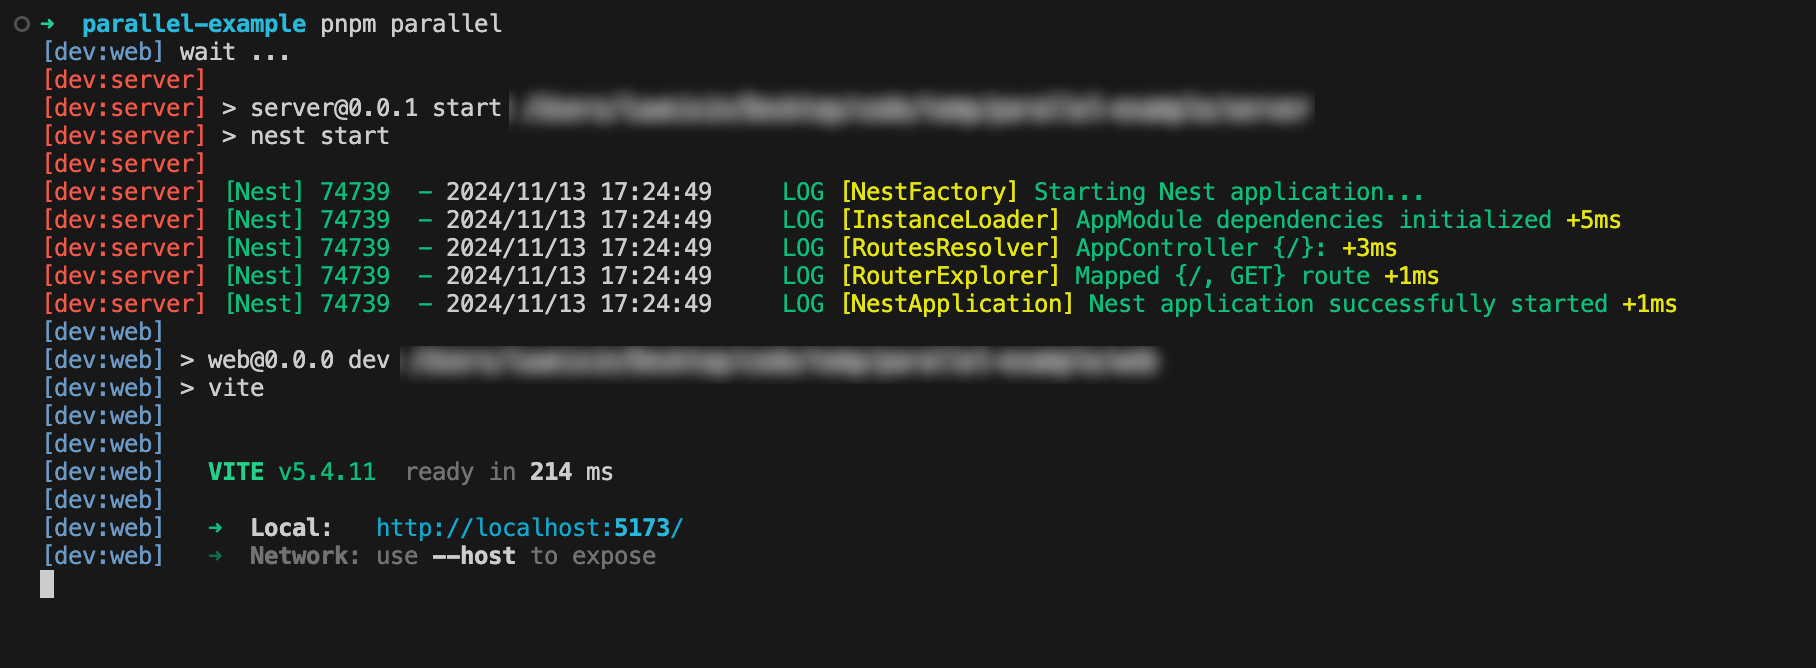 ➜  parallel-example pnpm parallel
[dev:web] wait ...
[dev:server]
[dev:server] > server@0.0.1 start
[dev:server] > nest start
[dev:server]
[dev:server] [Nest] 74739  - 2024/11/13 17:24:49     LOG [NestFactory] Starting Nest application...
[dev:server] [Nest] 74739  - 2024/11/13 17:24:49     LOG [InstanceLoader] AppModule dependencies initialized +5ms
[dev:server] [Nest] 74739  - 2024/11/13 17:24:49     LOG [RoutesResolver] AppController {/}: +3ms
[dev:server] [Nest] 74739  - 2024/11/13 17:24:49     LOG [RouterExplorer] Mapped {/, GET} route +1ms
[dev:server] [Nest] 74739  - 2024/11/13 17:24:49     LOG [NestApplication] Nest application successfully started +1ms
[dev:web]
[dev:web] > web@0.0.0 dev
[dev:web] > vite
[dev:web]
[dev:web]
[dev:web]   VITE v5.4.11  ready in 214 ms
[dev:web]
[dev:web]   ➜  Local:   http://localhost:5173/
[dev:web]   ➜  Network: use --host to expose